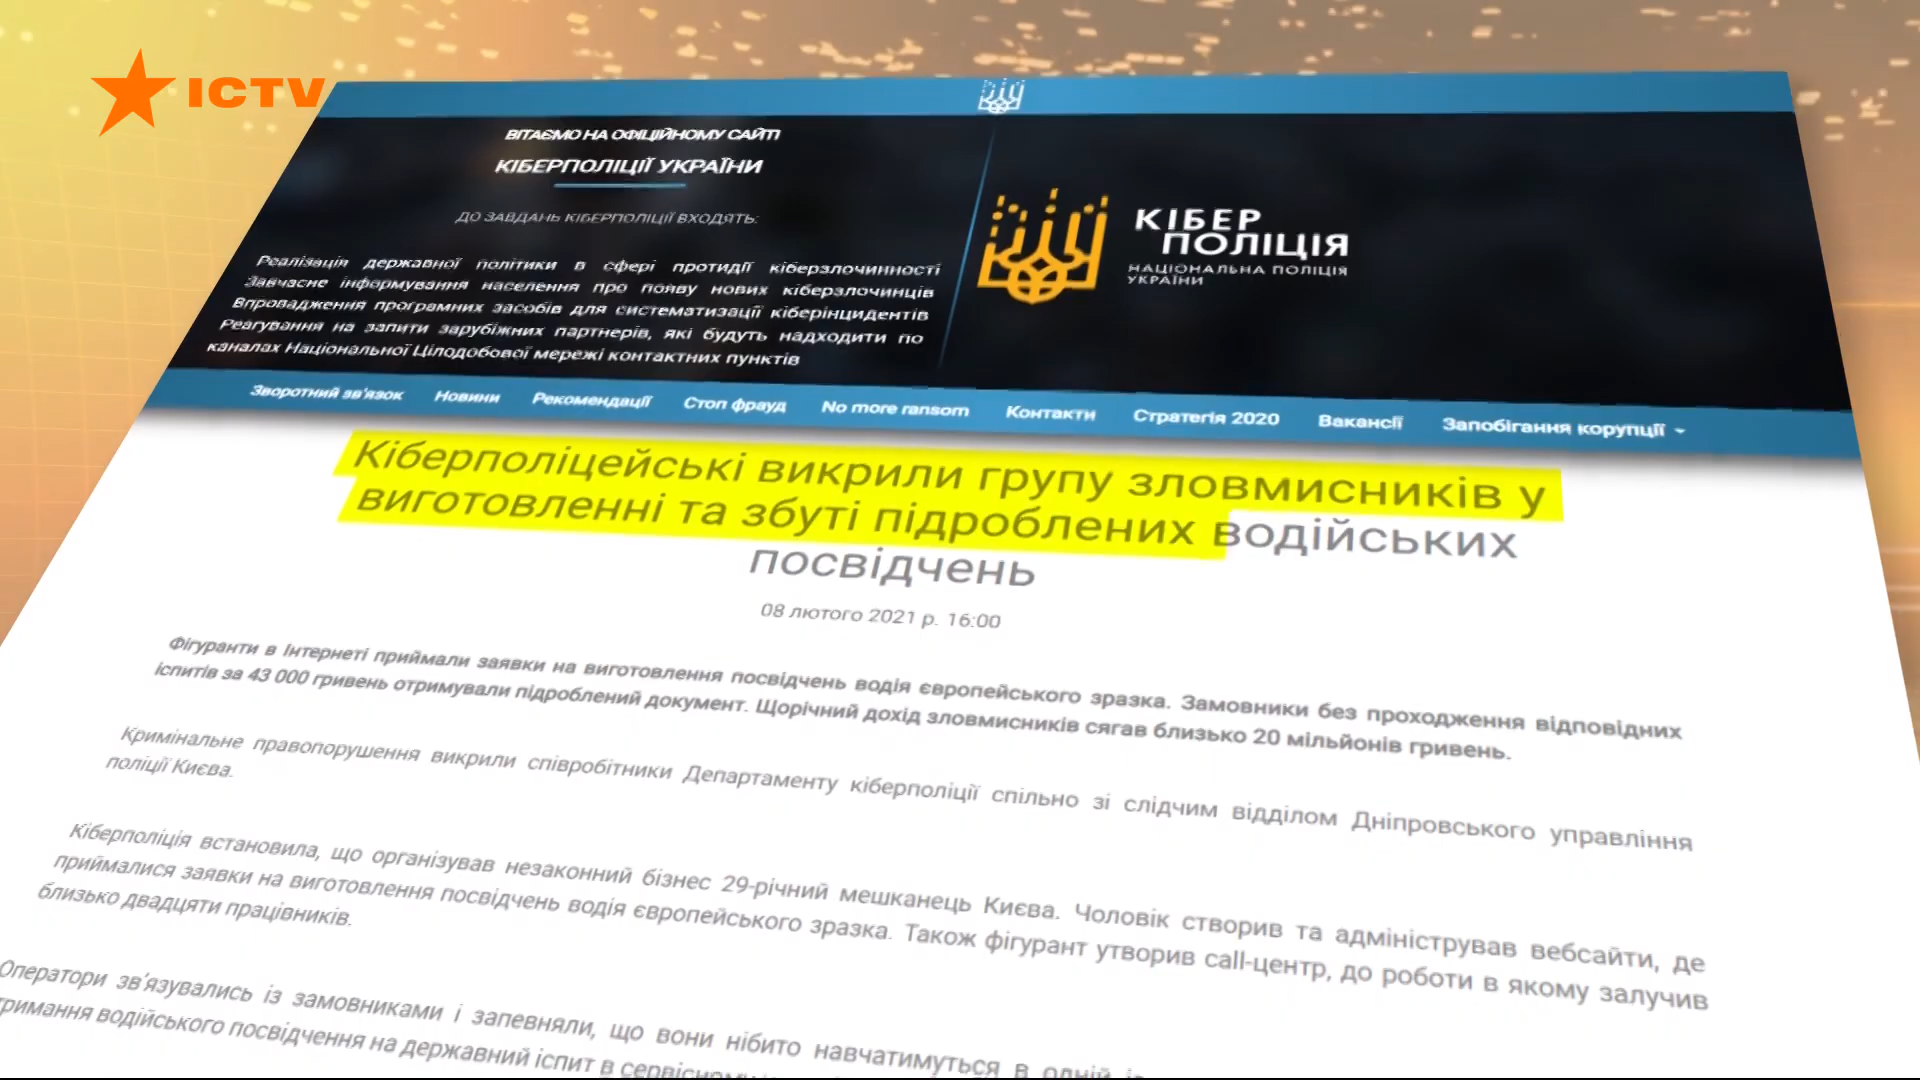 ICTV
ВІТАЄМО НА ОФІЦІЙНОМУ САЙТІ
КІБЕРПОЛІЦІЇ УКРАЇНИ
ДО ЗАВДАНЬ КІБЕРПОЛІЦІЇ ВХОДЯТЬ:
Реалізація державної політики в сфері протидії кіберзлочинності
Завчасне інформування населення про появу нових кіберзлочинців
Впровадження програмних засобів для систематизації кіберінцидентів
Реагування на запити зарубіжних партнерів, які будуть надходити по
каналах Національної Цілодобової мережі контактних пунктів
КІБЕР
ПОЛІЦІЯ
НАЦІОНАЛЬНА ПОЛІЦІЯ
УКРАЇНИ
Зворотний зв'язок Новини Рекомендації Стоп фрауд No more ransom Контакти Стратегія 2020 Вакансії Запобігання корупції
Кіберполіцейські викрили групу зловмисників у
виготовленні та збуті підроблених водійських
посвідчень
08 лютого 2021 р. 16:00
Фігуранти в Інтернеті приймали заявки на виготовлення посвідчень водія європейського зразка. Замовники без проходження відповідних
іспитів за 43 000 гривень отримували підроблений документ. Щорічний дохід зловмисників сягав близько 20 мільйонів гривень.
Кримінальне правопорушення викрили співробітники Департаменту кіберполіції спільно зі слідчим відділом Дніпровського управління
поліції Києва.
Кіберполіція встановила, що організував незаконний бізнес 29-річний мешканець Києва. Чоловік створив та адміністрував вебсайти, де
приймалися заявки на виготовлення посвідчень водія європейського зразка. Також фігурант утворив call-центр, до роботи в якому залучив
близько двадцяти працівників.
Оператори зв’язувались із замовниками і запевняли, що вони нібито навчатимуться в одній
тримання водійського посвідчення на державний іспит в сервісному